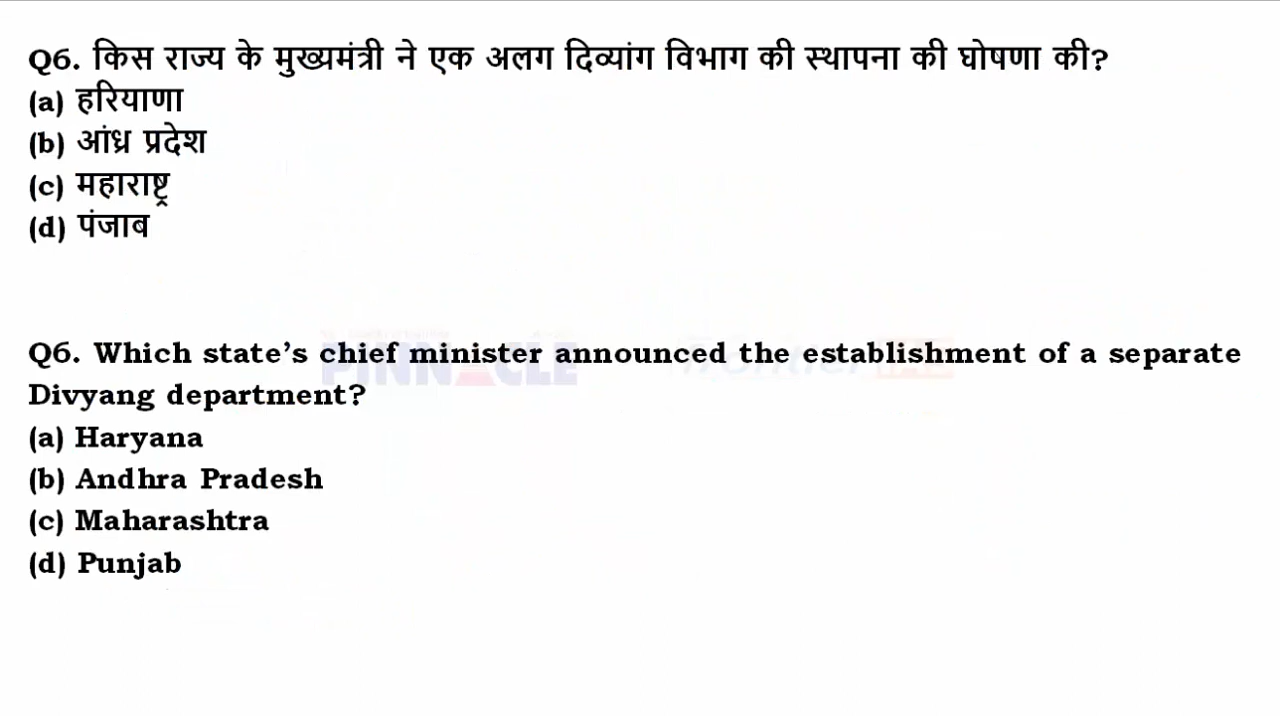 Q6. किस राज्य के मुख्यमंत्री ने एक अलग दिव्यांग विभाग की स्थापना की घोषणा की?
(a) हरियाणा
(b) आंध्र प्रदेश
(c) महाराष्ट्र
(d) पंजाब
Q6. Which state’s chief minister announced the establishment of a separate
Divyang department?
(a) Haryana
(b) Andhra Pradesh
(c) Maharashtra
(d) Punjab
PINNACLE